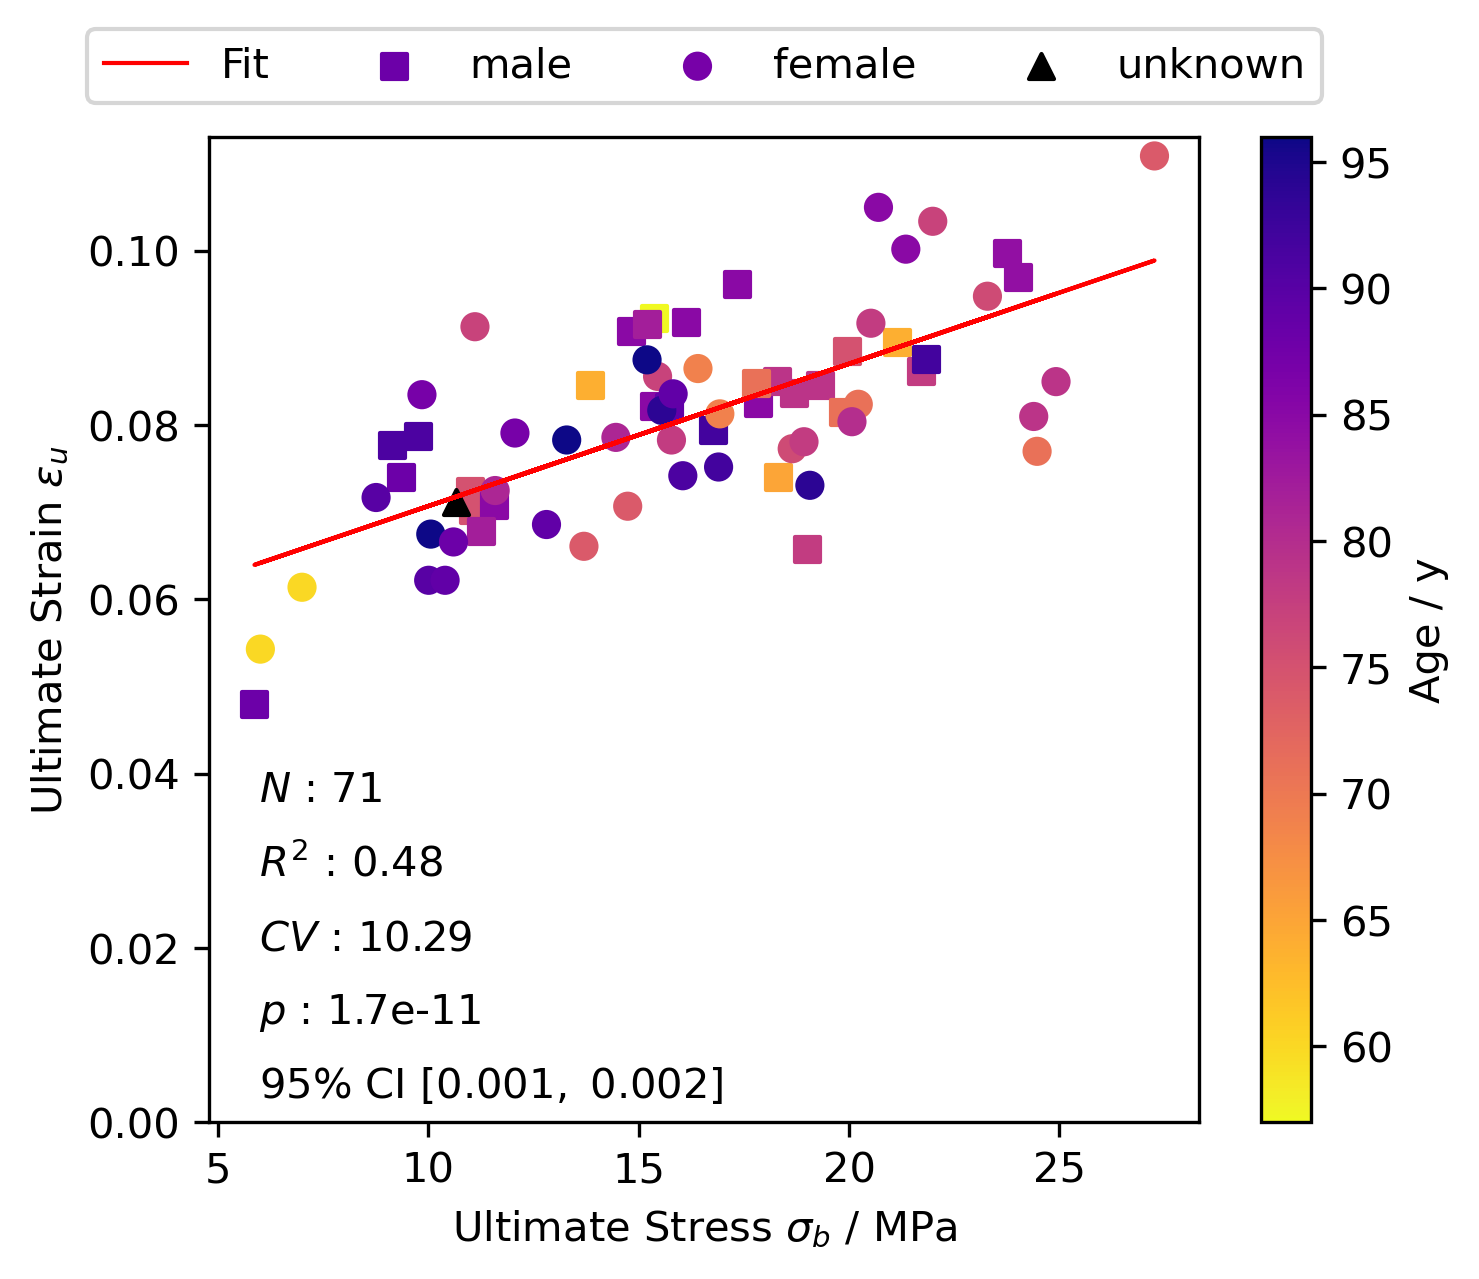 Fit male female unknown
0.10
0.08
0.06
0.04
0.02
0.00
Ultimate Strain εu
N : 71
R² : 0.48
CV : 10.29
p : 1.7e-11
95% CI [0.001, 0.002]
5 10 15 20 25
Ultimate Stress σb / MPa
95
90
85
80
75
70
65
60
Age / y